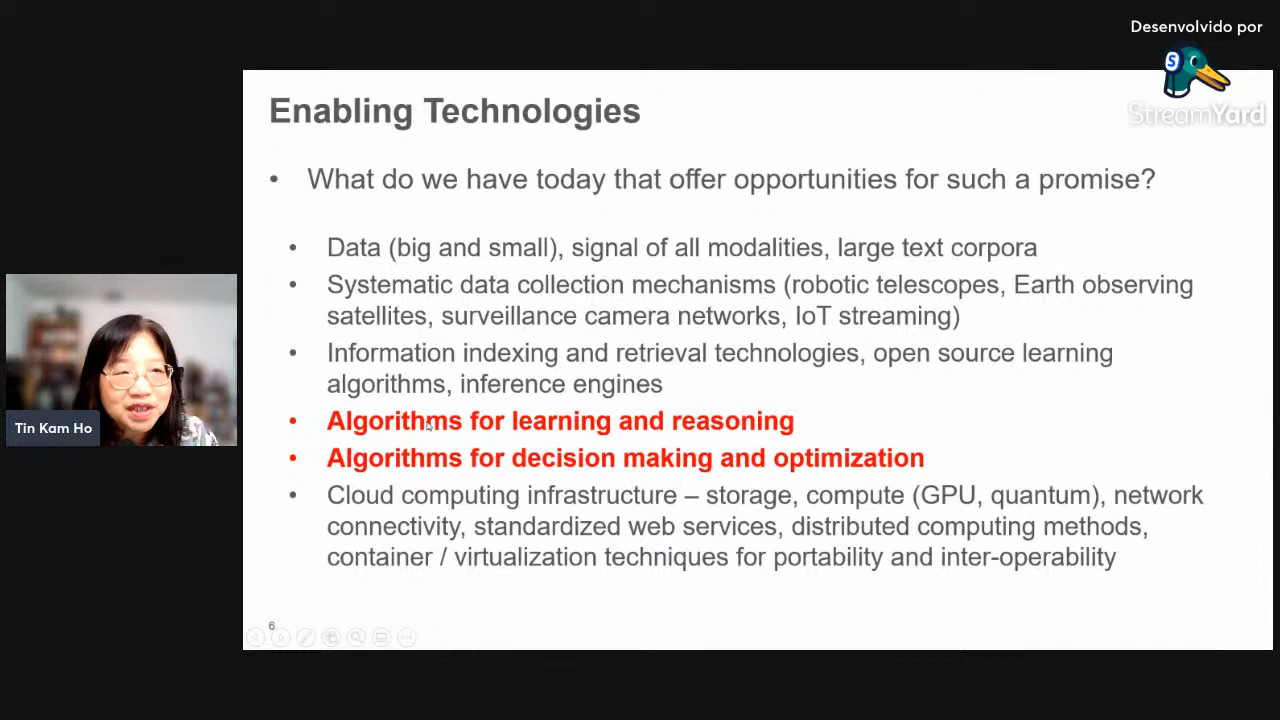 Desenvolvido por
S
StreamYard
Enabling Technologies
• What do we have today that offer opportunities for such a promise?
• Data (big and small), signal of all modalities, large text corpora
• Systematic data collection mechanisms (robotic telescopes, Earth observing
satellites, surveillance camera networks, IoT streaming)
• Information indexing and retrieval technologies, open source learning
algorithms, inference engines
• Algorithms for learning and reasoning
• Algorithms for decision making and optimization
• Cloud computing infrastructure – storage, compute (GPU, quantum), network
connectivity, standardized web services, distributed computing methods,
container / virtualization techniques for portability and inter-operability
Tin Kam Ho
6